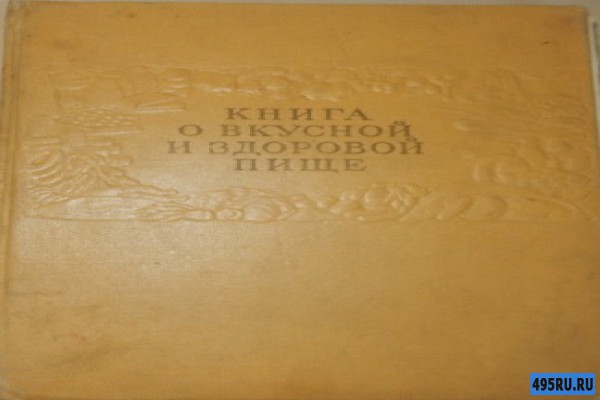 КНИГА
О ВКУСНОЙ
И ЗДОРОВОЙ
ПИЩЕ
495RU.RU